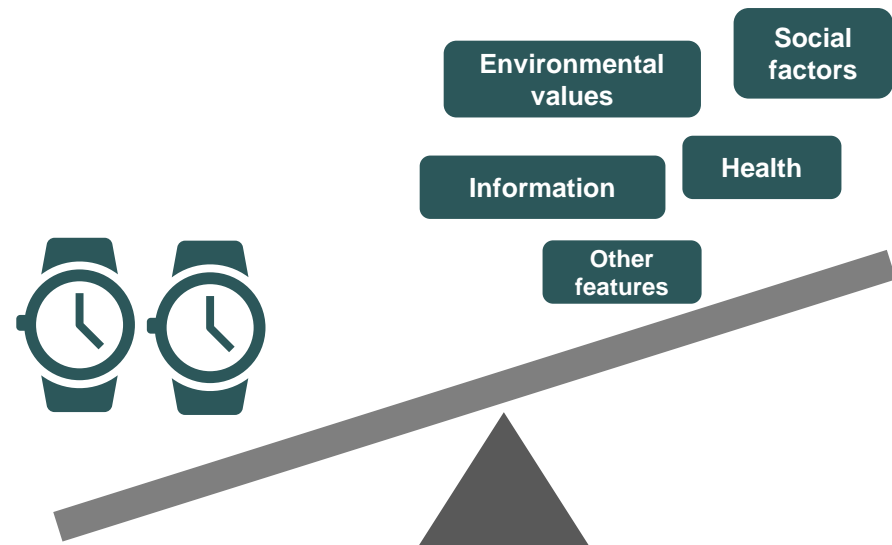 Social
factors
Environmental
values
Health
Information
Other
features